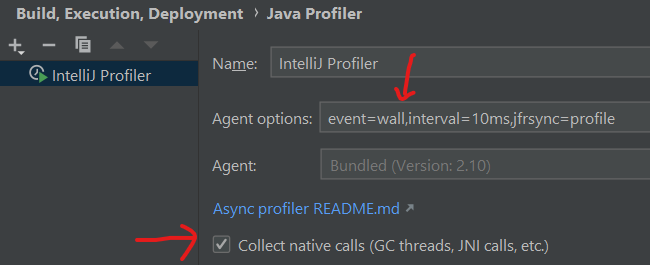 Build, Execution, Deployment › Java Profiler
IntelliJ Profiler
Name: IntelliJ Profiler
Agent options: event=wall,interval=10ms,jfrsync=profile
Agent: Bundled (Version: 2.10)
Async profiler README.md ↗
Collect native calls (GC threads, JNI calls, etc.)